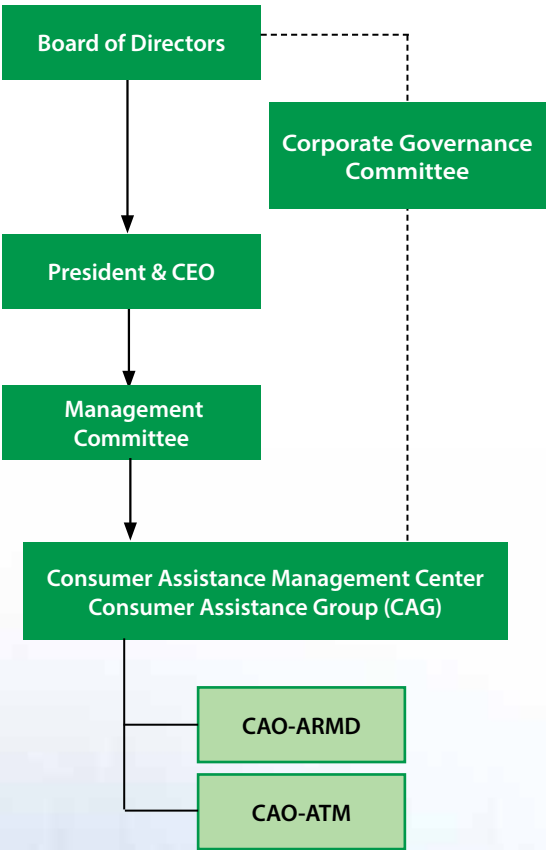 Board of Directors
Corporate Governance
Committee
President & CEO
Management
Committee
Consumer Assistance Management Center
Consumer Assistance Group (CAG)
CAO-ARMD
CAO-ATM